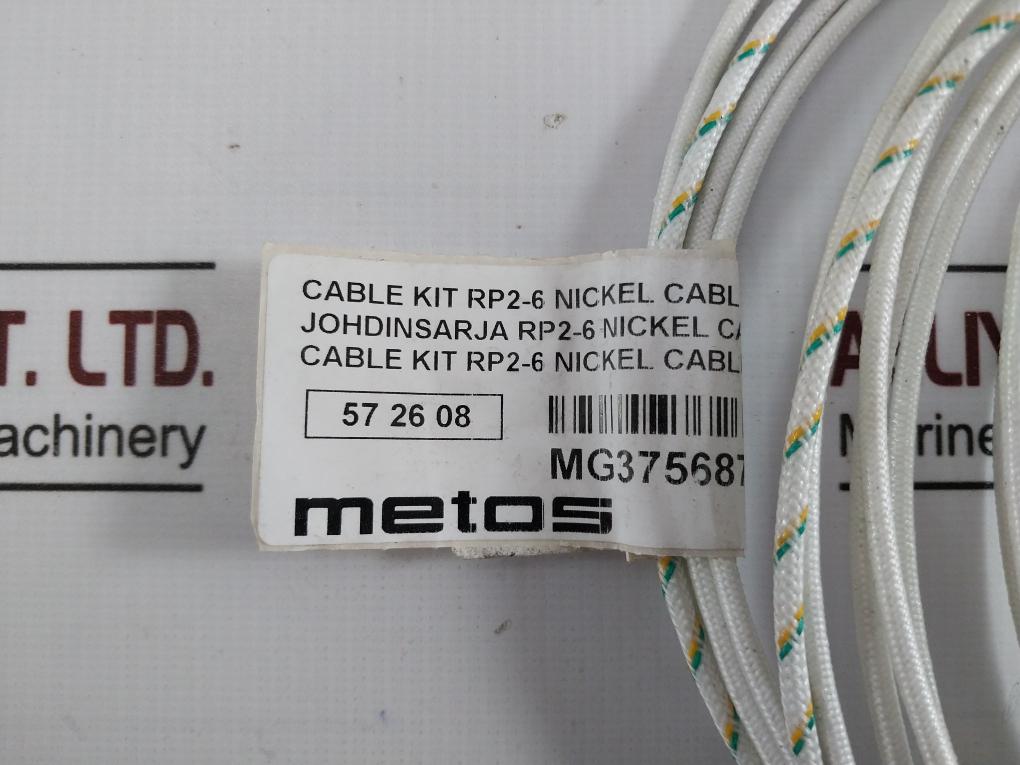 CABLE KIT RP2-6 NICKEL. CABL
JOHDINSARJA RP2-6 NICKEL CA
CABLE KIT RP2-6 NICKEL. CABL
57 26 08
MG375687
metos
T. LTD.
achinery